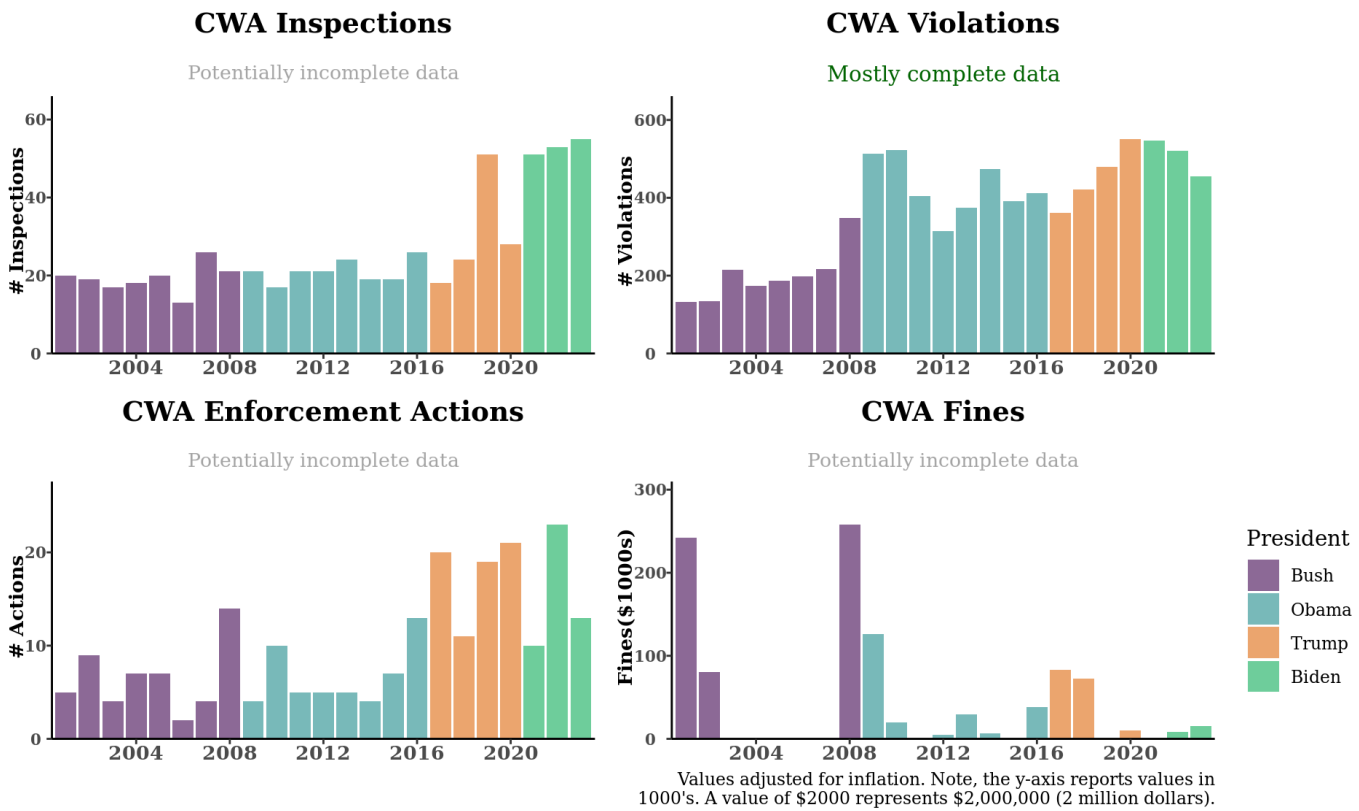 CWA Inspections
Potentially incomplete data
# Inspections
60
40
20
0
2004 2008 2012 2016 2020
CWA Violations
Mostly complete data
# Violations
600
400
200
0
2004 2008 2012 2016 2020
CWA Enforcement Actions
Potentially incomplete data
# Actions
20
10
0
2004 2008 2012 2016 2020
CWA Fines
Potentially incomplete data
Fines($1000s)
300
200
100
0
2004 2008 2012 2016 2020
President
Bush
Obama
Trump
Biden
Values adjusted for inflation. Note, the y-axis reports values in
1000's. A value of $2000 represents $2,000,000 (2 million dollars).